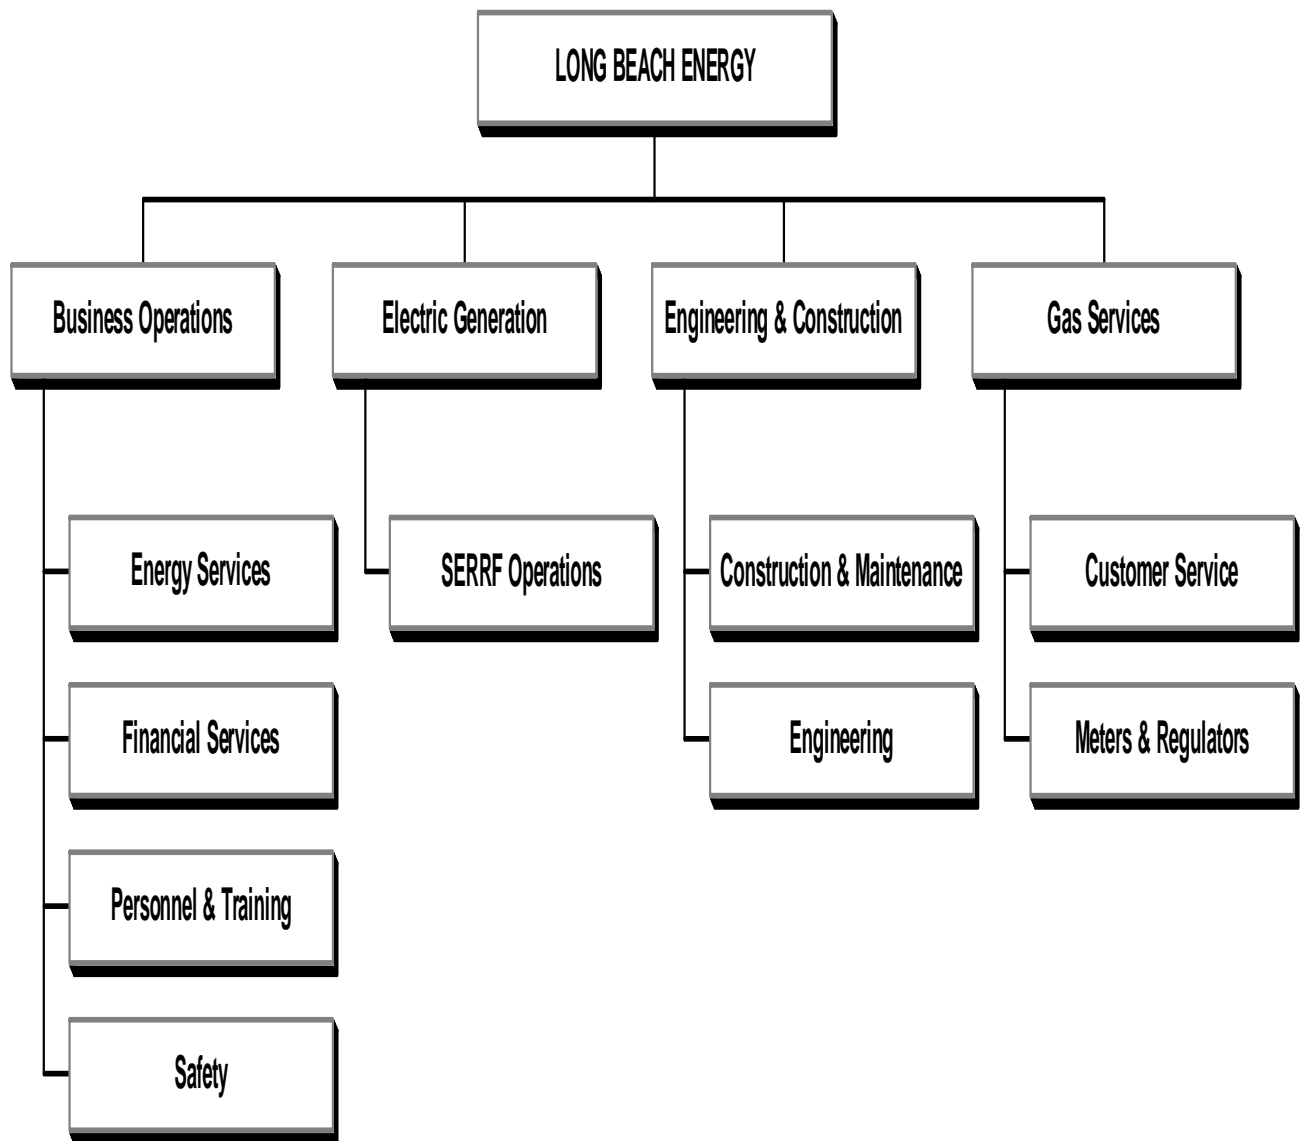 LONG BEACH ENERGY
Business Operations
Electric Generation
Engineering & Construction
Gas Services
Energy Services
SERRF Operations
Construction & Maintenance
Customer Service
Financial Services
Engineering
Meters & Regulators
Personnel & Training
Safety